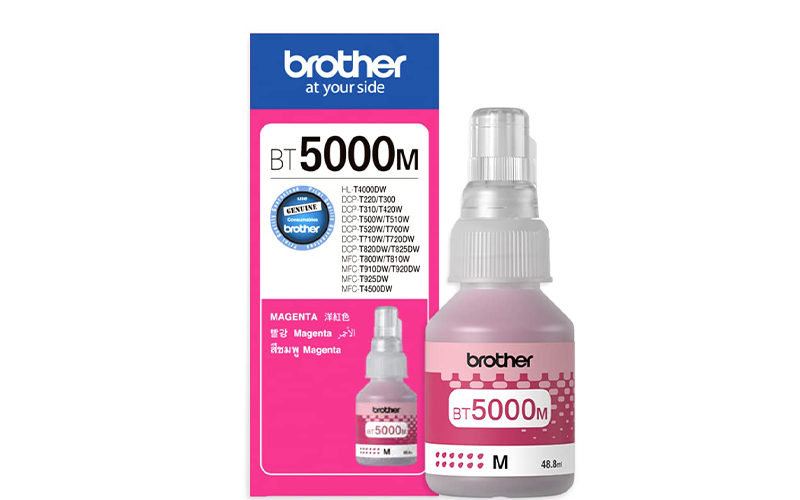 brother
at your side
BT5000M
HL-T4000DW
DCP-T220/T300
DCP-T310/T420W
DCP-T500W/T510W
DCP-T520W/T700W
DCP-T710W/T720DW
DCP-T820DW/T825DW
MFC-T800W/T810W
MFC-T910DW/T920DW
MFC-T925DW
MFC-T4500DW
USE
GENUINE
Consumables
brother
MAGENTA 洋紅色
빨강 Magenta الأحمر
สีชมพู Magenta
brother
BT5000M
M
brother
BT5000M
M 48.8ml